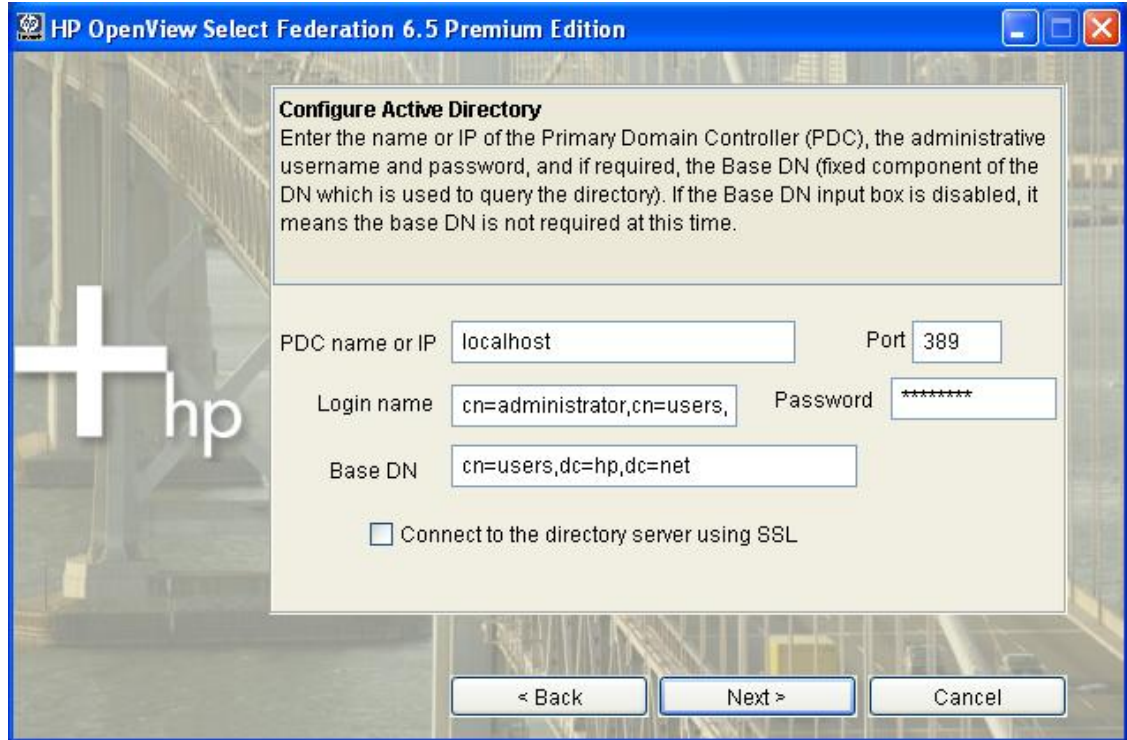 HP OpenView Select Federation 6.5 Premium Edition
Configure Active Directory
Enter the name or IP of the Primary Domain Controller (PDC), the administrative
username and password, and if required, the Base DN (fixed component of the
DN which is used to query the directory). If the Base DN input box is disabled, it
means the base DN is not required at this time.
PDC name or IP localhost Port 389
Login name cn=administrator,cn=users, Password ********
hp
Base DN cn=users,dc=hp,dc=net
Connect to the directory server using SSL
< Back Next > Cancel